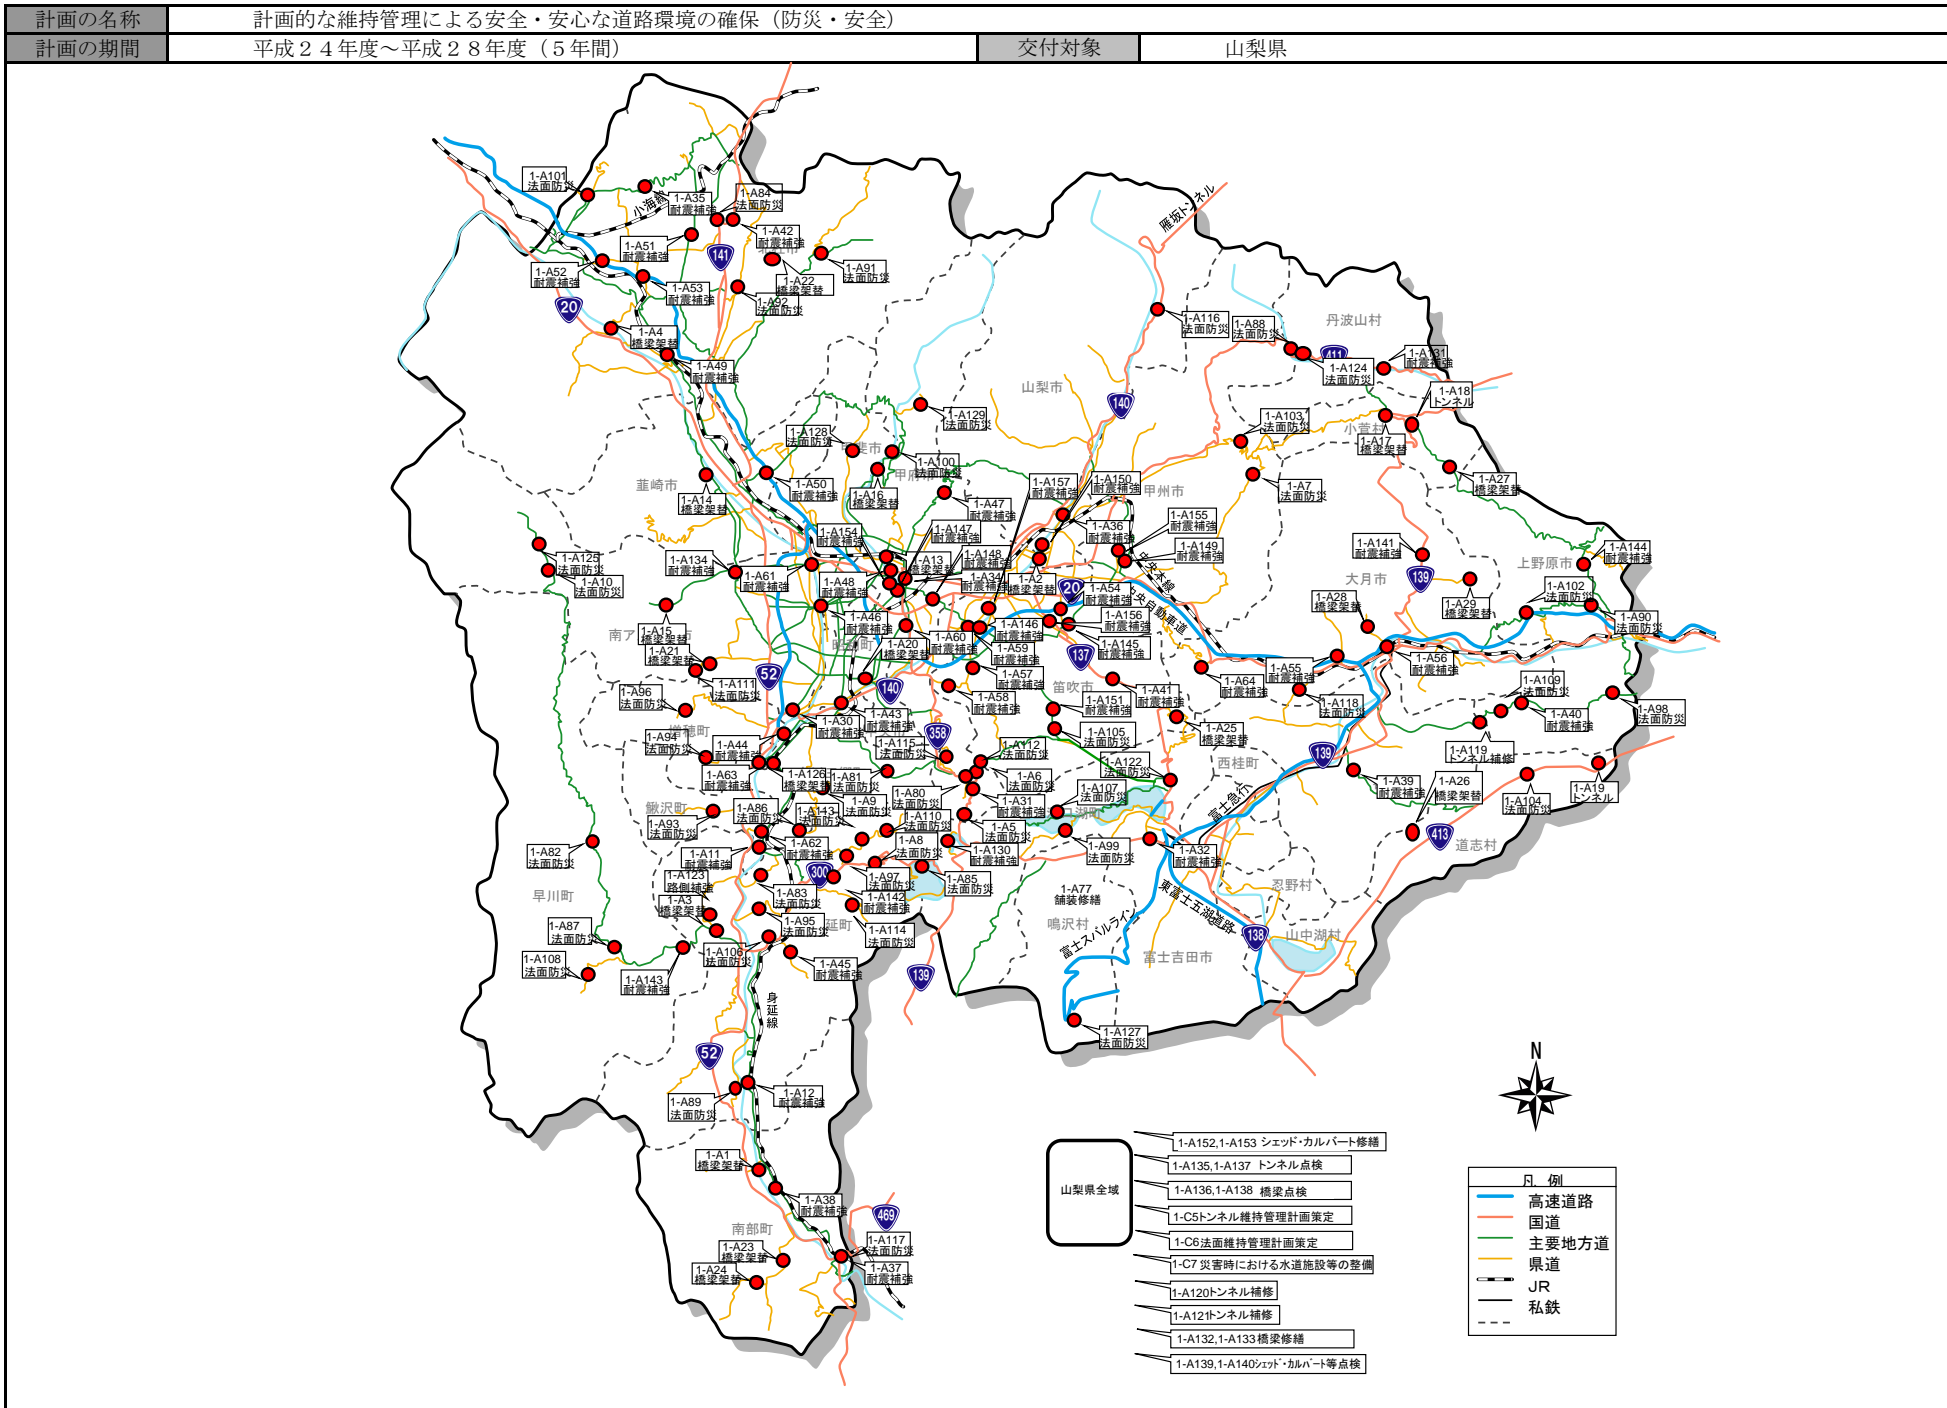 計画の名称
計画的な維持管理による安全・安心な道路環境の確保（防災・安全）
計画の期間
平成２４年度～平成２８年度（５年間）
交付対象
山梨県
1-A101
法面防災
小海線
1-A35
耐震補強
1-A84
法面防災
1-A42
耐震補強
1-A51
耐震補強
141
1-A52
耐震補強
1-A53
耐震補強
1-A22
橋梁架替
1-A91
法面防災
1-A92
法面防災
20
1-A4
橋梁架替
1-A49
耐震補強
雁坂トンネル
1-A116
法面防災
1-A88
法面防災
丹波山村
411
1-A124
法面防災
1-A131
耐震補強
1-A18
トンネル
山梨市
140
1-A129
法面防災
1-A128
法面防災
甲斐市
1-A100
法面防災
甲府市
1-A16
橋梁架替
1-A103
法面防災
小菅村
1-A17
橋梁架替
1-A27
橋梁架替
1-A7
法面防災
韮崎市
1-A14
橋梁架替
1-A50
耐震補強
1-A47
耐震補強
1-A157
耐震補強
1-A150
耐震補強
甲州市
1-A36
耐震補強
1-A155
耐震補強
1-A149
耐震補強
1-A154
耐震補強
1-A147
耐震補強
1-A13
橋梁架替
1-A148
耐震補強
1-A34
耐震補強
1-A2
橋梁架替
中央本線
中央自動車道
20
1-A54
耐震補強
1-A156
耐震補強
1-A145
耐震補強
1-A125
法面防災
1-A10
法面防災
1-A134
耐震補強
1-A61
耐震補強
1-A48
耐震補強
1-A46
耐震補強
1-A141
耐震補強
大月市
139
上野原市
1-A144
耐震補強
1-A102
法面防災
1-A28
橋梁架替
1-A29
橋梁架替
1-A90
法面防災
1-A15
橋梁架替
1-A21
橋梁架替
1-A111
法面防災
52
1-A20
橋梁架替
1-A60
耐震補強
1-A146
耐震補強
1-A59
耐震補強
137
1-A57
耐震補強
笛吹市
140
1-A58
耐震補強
1-A41
耐震補強
1-A151
耐震補強
1-A64
耐震補強
1-A55
耐震補強
1-A56
耐震補強
1-A118
法面防災
1-A109
法面防災
1-A40
耐震補強
1-A98
法面防災
1-A96
法面防災
増穂町
1-A94
法面防災
1-A30
耐震補強
1-A43
耐震補強
358
1-A44
耐震補強
1-A115
法面防災
1-A112
法面防災
1-A105
法面防災
1-A25
橋梁架替
139
1-A119
トンネル補修
西桂町
1-A122
法面防災
1-A39
耐震補強
1-A26
橋梁架替
1-A104
法面防災
1-A19
トンネル
1-A63
耐震補強
1-A126
橋梁架替
1-A81
法面防災
1-A6
法面防災
1-A80
法面防災
1-A31
耐震補強
1-A107
法面防災
富士急行
413
道志村
鰍沢町
1-A93
法面防災
1-A86
法面防災
1-A113
法面防災
1-A9
法面防災
1-A110
法面防災
1-A5
法面防災
1-A130
耐震補強
1-A99
法面防災
1-A32
耐震補強
1-A82
法面防災
1-A11
耐震補強
1-A62
耐震補強
300
1-A8
法面防災
1-A97
法面防災
1-A85
法面防災
1-A77
舗装修繕
忍野村
東富士五湖道路
早川町
1-A123
路側補強
1-A3
橋梁架替
1-A83
法面防災
1-A142
耐震補強
1-A95
法面防災
1-A114
法面防災
1-A87
法面防災
1-A108
法面防災
1-A106
法面防災
1-A45
耐震補強
1-A143
耐震補強
139
鳴沢村
富士スバルライン
富士吉田市
138
山中湖村
身延線
1-A127
法面防災
52
1-A12
耐震補強
1-A89
法面防災
N
1-A1
橋梁架替
1-A38
耐震補強
469
南部町
1-A117
法面防災
1-A23
橋梁架替
1-A24
橋梁架替
1-A37
耐震補強
山梨県全域
1-A152,1-A153 シェッド・カルバート修繕
1-A135,1-A137 トンネル点検
1-A136,1-A138 橋梁点検
1-C5トンネル維持管理計画策定
1-C6法面維持管理計画策定
1-C7 災害時における水道施設等の整備
1-A120トンネル補修
1-A121トンネル補修
1-A132,1-A133橋梁修繕
1-A139,1-A140シェッド・カルバート等点検
凡 例
高速道路
国道
主要地方道
県道
JR
私鉄